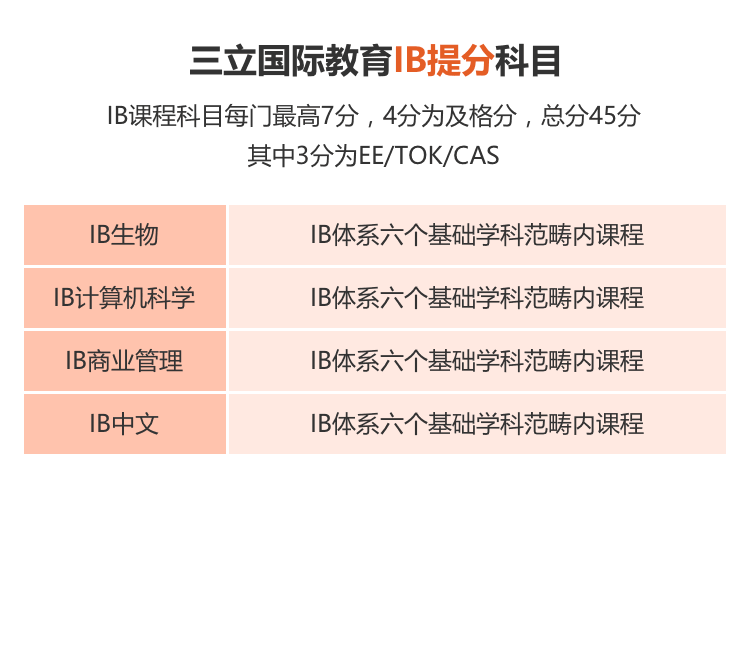 三立国际教育IB提分科目
IB课程科目每门最高7分，4分为及格分，总分45分
其中3分为EE/TOK/CAS
IB生物 IB体系六个基础学科范畴内课程
IB计算机科学 IB体系六个基础学科范畴内课程
IB商业管理 IB体系六个基础学科范畴内课程
IB中文 IB体系六个基础学科范畴内课程